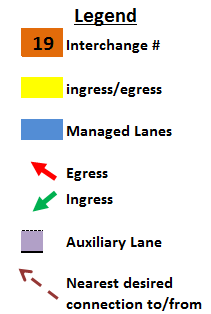 Legend
19 Interchange #
ingress/egress
Managed Lanes
Egress
Ingress
Auxiliary Lane
Nearest desired
connection to/from